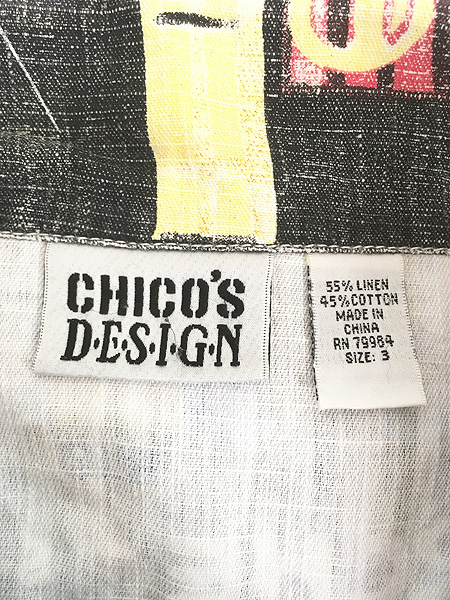 CHICO'S
D·E·S·I·G·N
55% LINEN
45% COTTON
MADE IN
CHINA
RN 79984
SIZE: 3